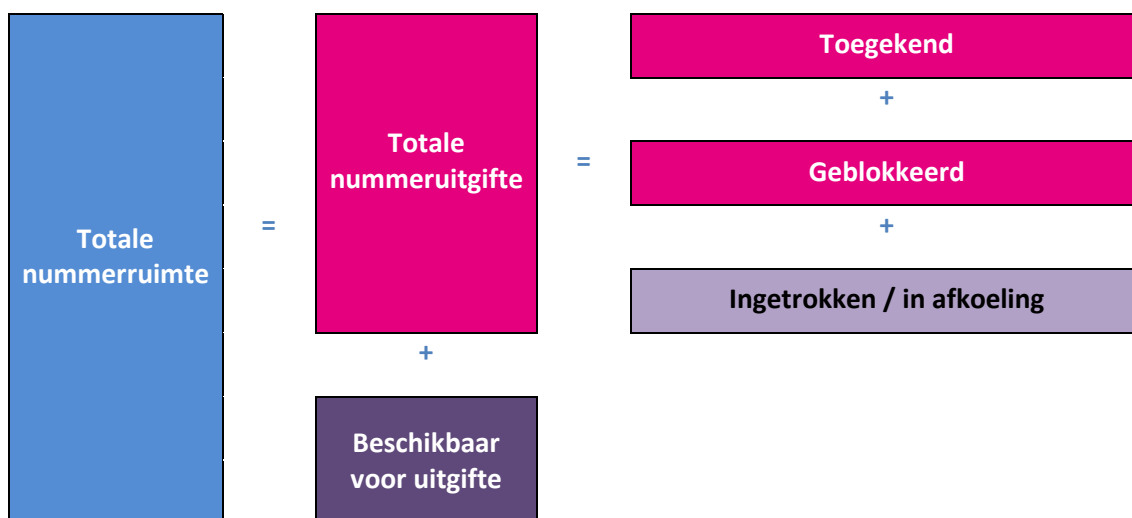 Totale
nummerruimte
=
Totale
nummeruitgifte
+
Beschikbaar
voor uitgifte
=
Toegekend
+
Geblokkeerd
+
Ingetrokken / in afkoeling